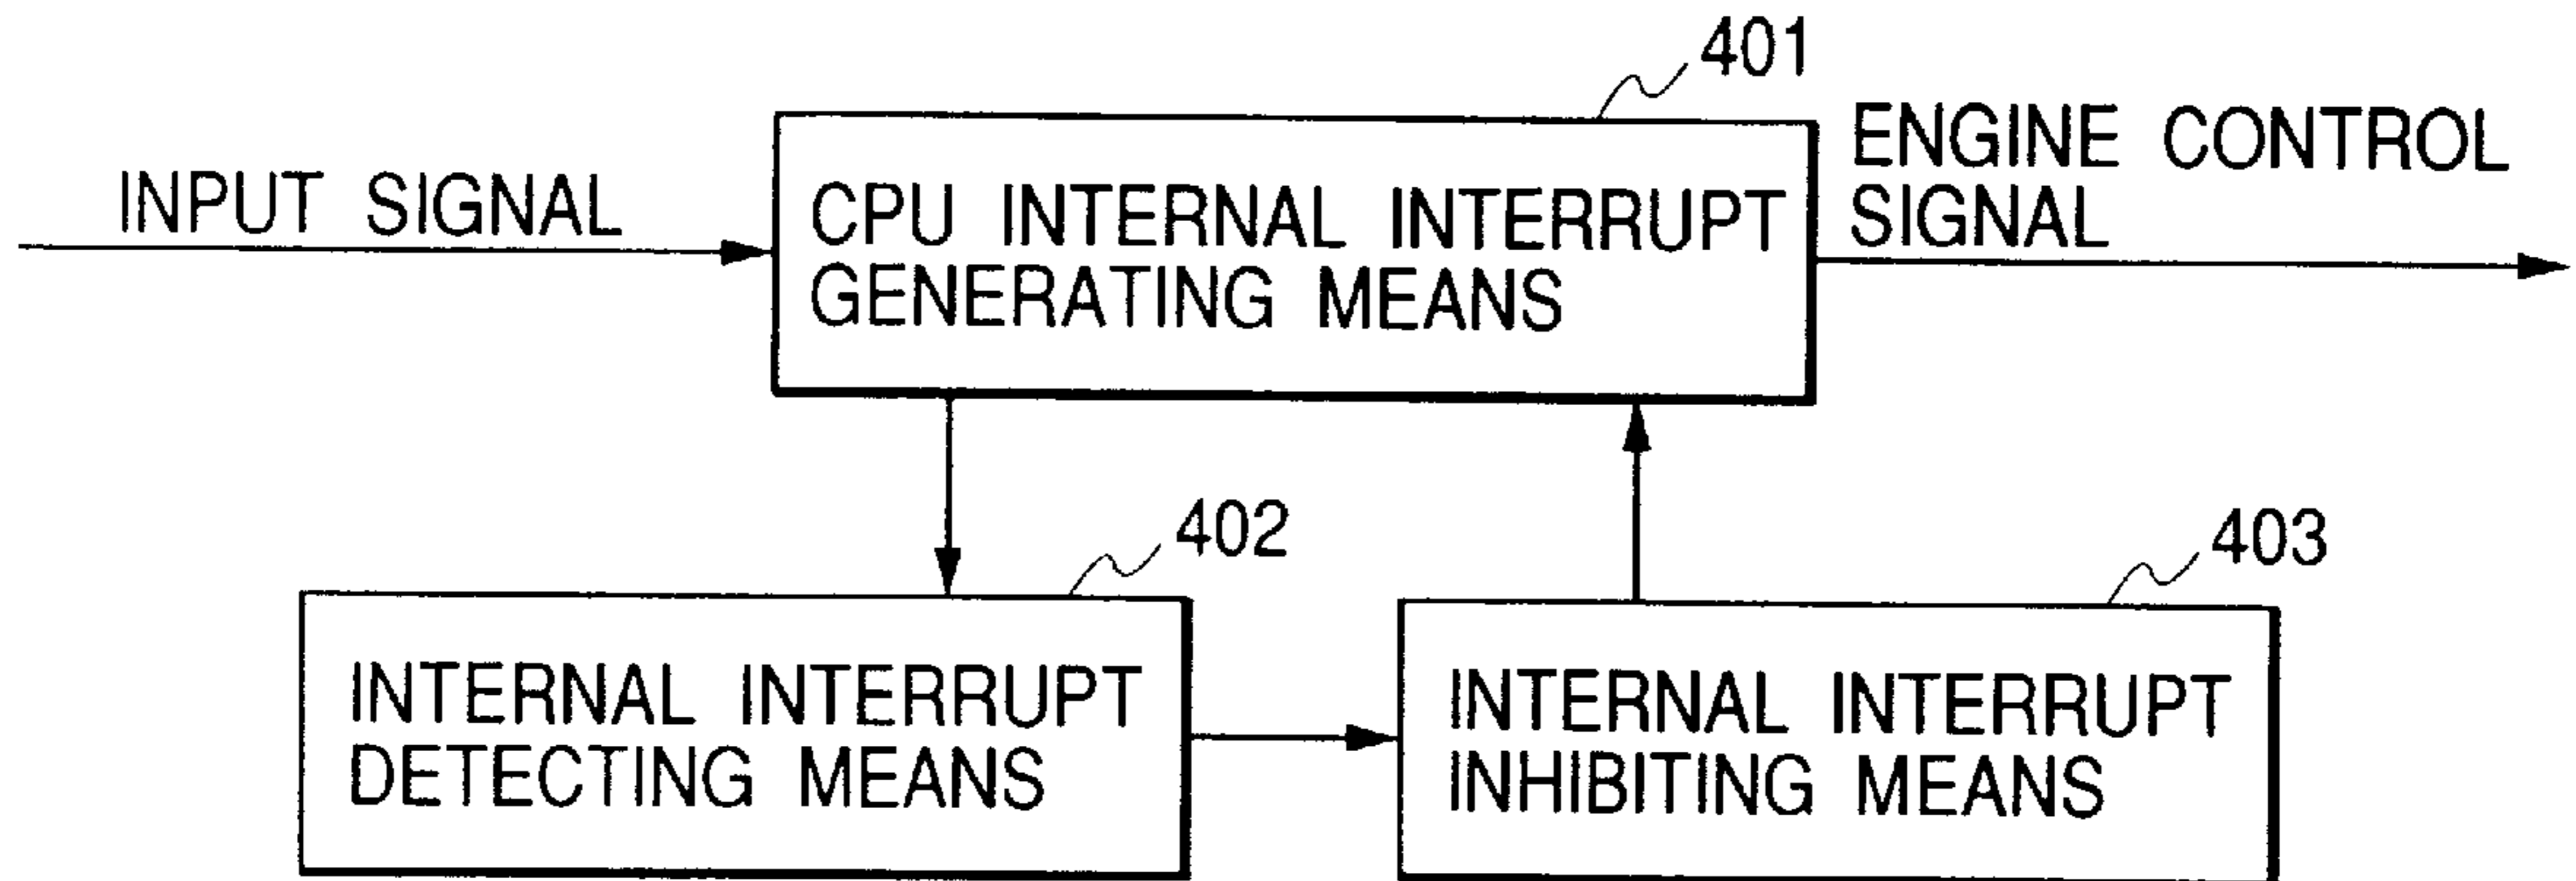 401
INPUT SIGNAL
CPU INTERNAL INTERRUPT
GENERATING MEANS
ENGINE CONTROL
SIGNAL
402
INTERNAL INTERRUPT
DETECTING MEANS
403
INTERNAL INTERRUPT
INHIBITING MEANS